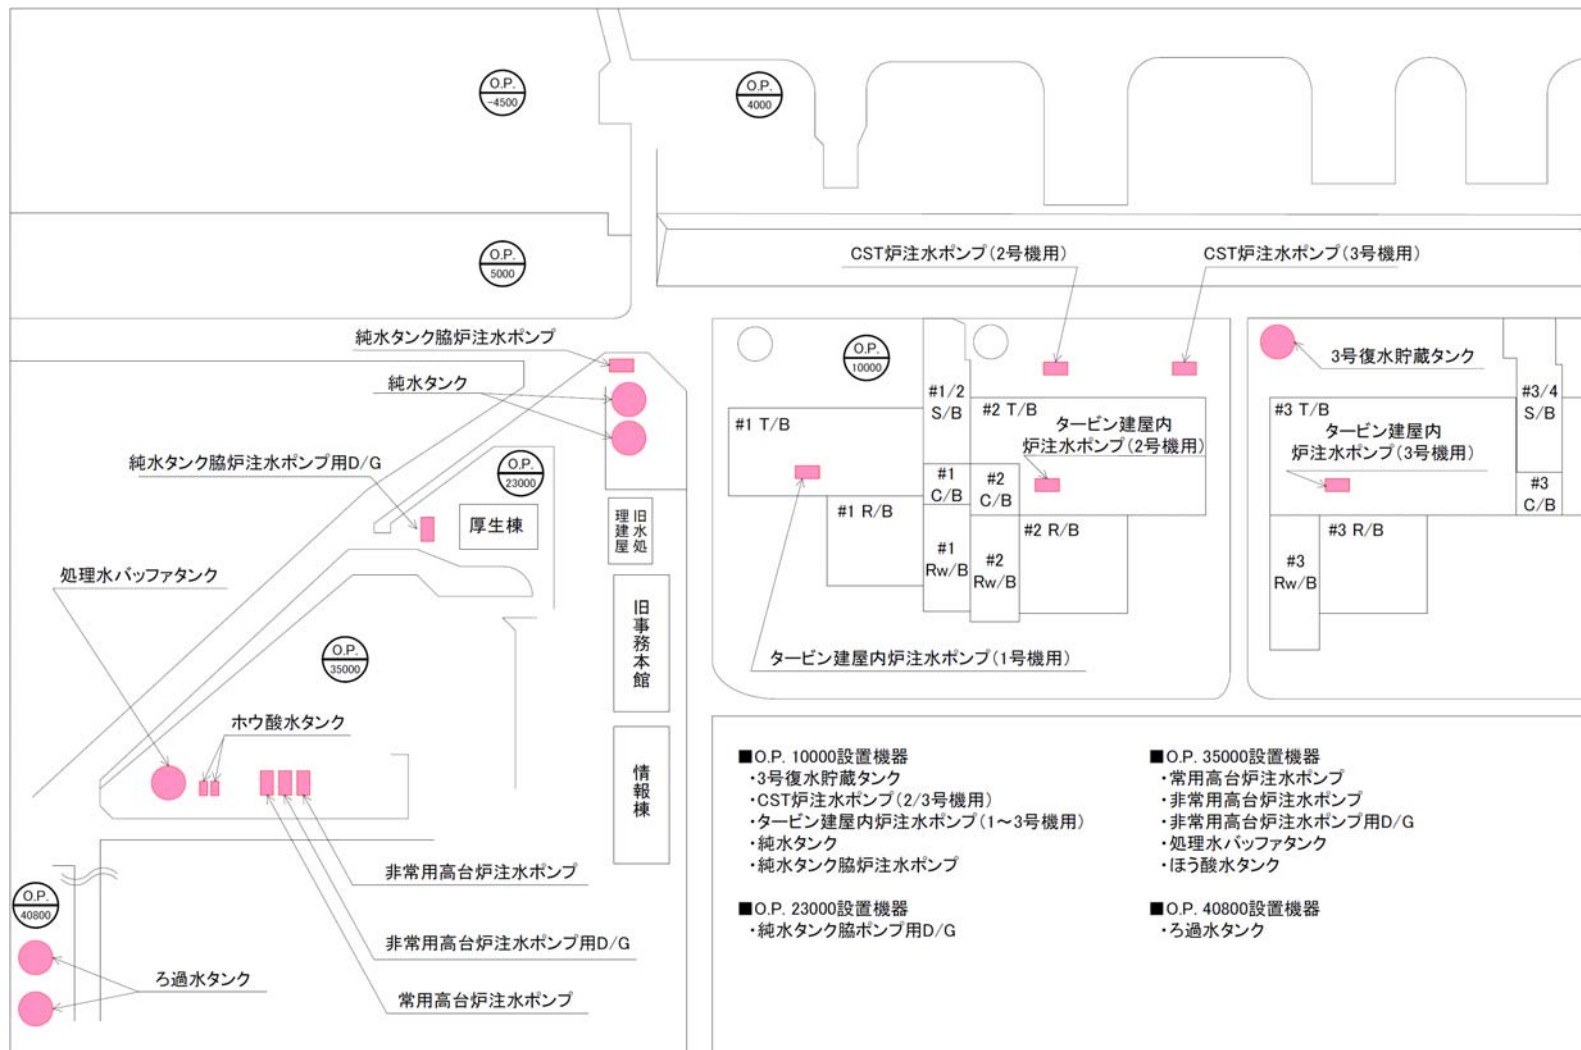 O.P.
-4500
O.P.
4000
O.P.
5000
CST炉注水ポンプ(2号機用)
CST炉注水ポンプ(3号機用)
純水タンク脇炉注水ポンプ
純水タンク
O.P.
10000
3号復水貯蔵タンク
#1/2
S/B
#2 T/B
タービン建屋内
炉注水ポンプ(2号機用)
#1 T/B
#3 T/B
タービン建屋内
炉注水ポンプ(3号機用)
#3/4
S/B
純水タンク脇炉注水ポンプ用D/G
O.P.
23000
#1
C/B
#2
C/B
#3
C/B
厚生棟
旧水処
理建屋
#1 R/B
#2 R/B
#3 R/B
#1
Rw/B
#2
Rw/B
#3
Rw/B
処理水バッファタンク
旧事務本館
O.P.
35000
タービン建屋内炉注水ポンプ(1号機用)
ホウ酸水タンク
情報棟
非常用高台炉注水ポンプ
O.P.
40800
非常用高台炉注水ポンプ用D/G
ろ過水タンク
常用高台炉注水ポンプ
■O.P. 10000設置機器
・3号復水貯蔵タンク
・CST炉注水ポンプ(2/3号機用)
・タービン建屋内炉注水ポンプ(1～3号機用)
・純水タンク
・純水タンク脇炉注水ポンプ
■O.P. 23000設置機器
・純水タンク脇ポンプ用D/G
■O.P. 35000設置機器
・常用高台炉注水ポンプ
・非常用高台炉注水ポンプ
・非常用高台炉注水ポンプ用D/G
・処理水バッファタンク
・ほう酸水タンク
■O.P. 40800設置機器
・ろ過水タンク